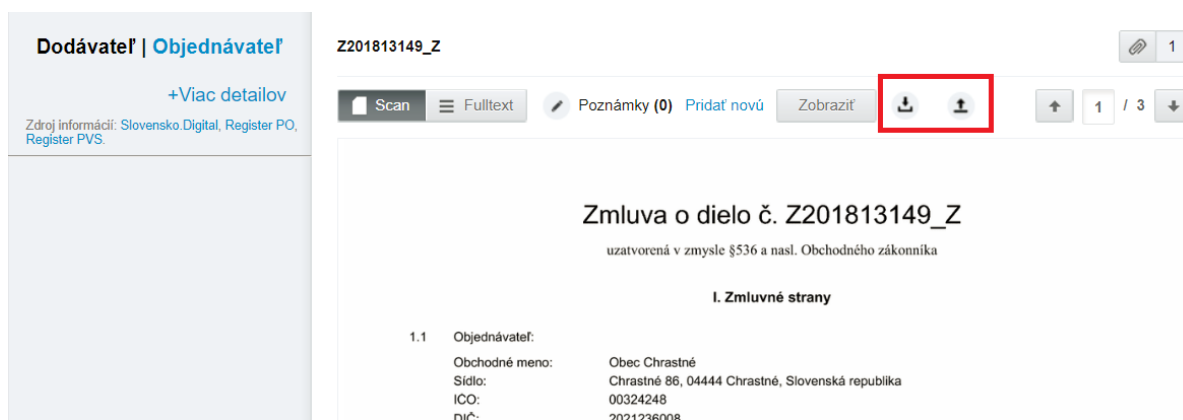 Dodávateľ | Objednávateľ
+Viac detailov
Zdroj informácií: Slovensko.Digital, Register PO,
Register PVS.
Z201813149_Z
1
Scan Fulltext Poznámky (0) Pridať novú Zobraziť 1 / 3
Zmluva o dielo č. Z201813149_Z
uzatvorená v zmysle §536 a nasl. Obchodného zákonníka
I. Zmluvné strany
1.1 Objednávateľ:
Obchodné meno: Obec Chrastné
Sídlo: Chrastné 86, 04444 Chrastné, Slovenská republika
IČO: 00324248
DIČ: 2021236008